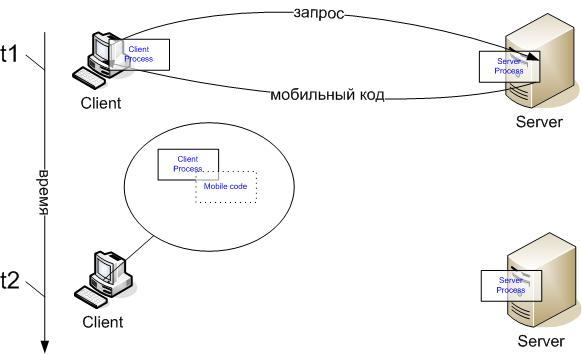 запрос
t1
Client
Process
Server
Process
Client
мобильный код
Server
Client
Process
Mobile code
время
t2
Server
Process
Client
Server